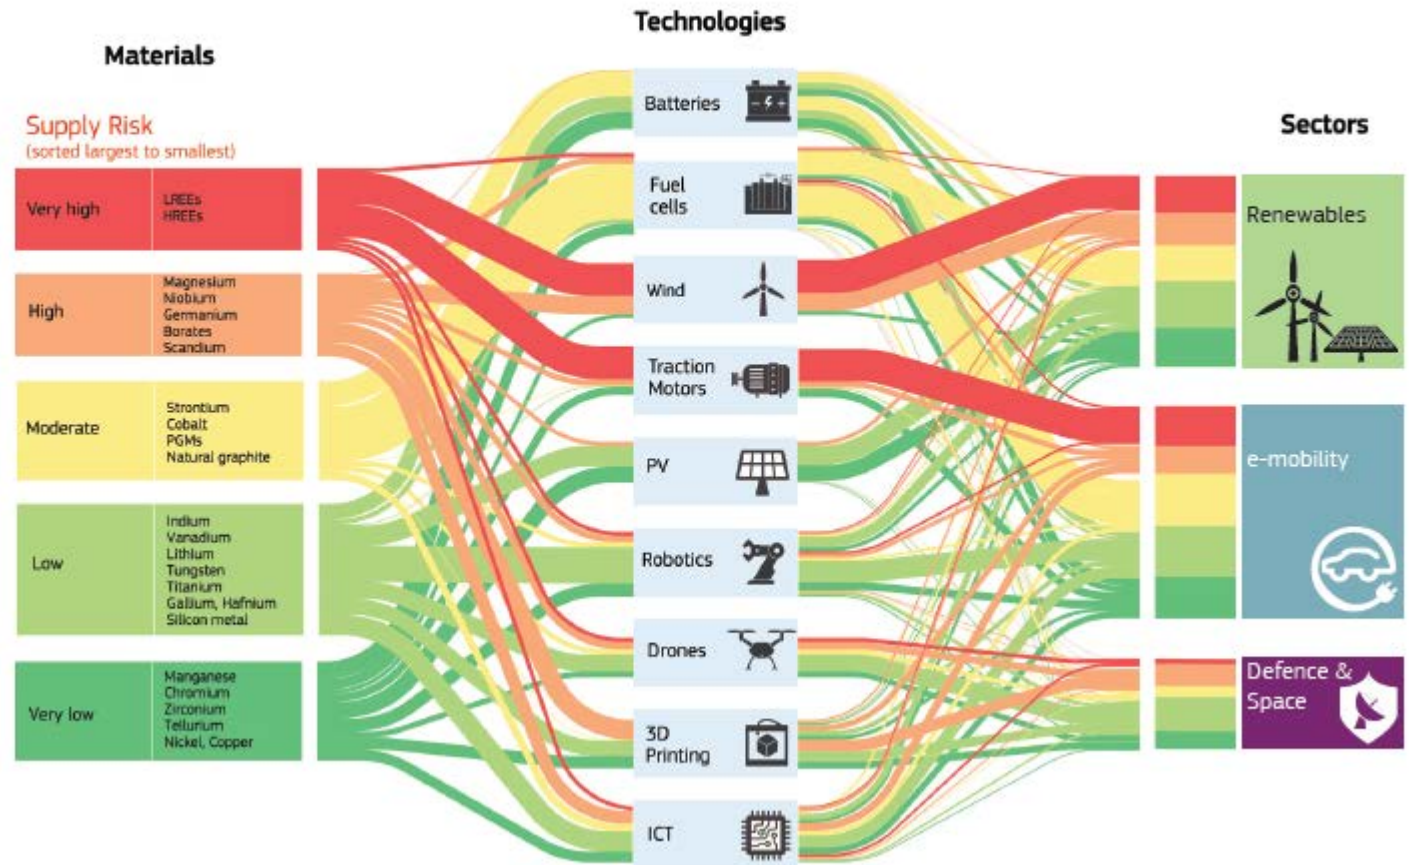 Technologies
Materials
Sectors
Supply Risk
(sorted largest to smallest)
Very high
LREEs
HREEs
High
Magnesium
Niobium
Germanium
Borates
Scandium
Moderate
Strontium
Cobalt
PGMs
Natural graphite
Low
Indium
Vanadium
Lithium
Tungsten
Titanium
Gallium, Hafnium
Silicon metal
Very low
Manganese
Chromium
Zirconium
Tellurium
Nickel, Copper
Batteries
Fuel
cells
Wind
Traction
Motors
PV
Robotics
Drones
3D
Printing
ICT
Renewables
e-mobility
Defence &
Space